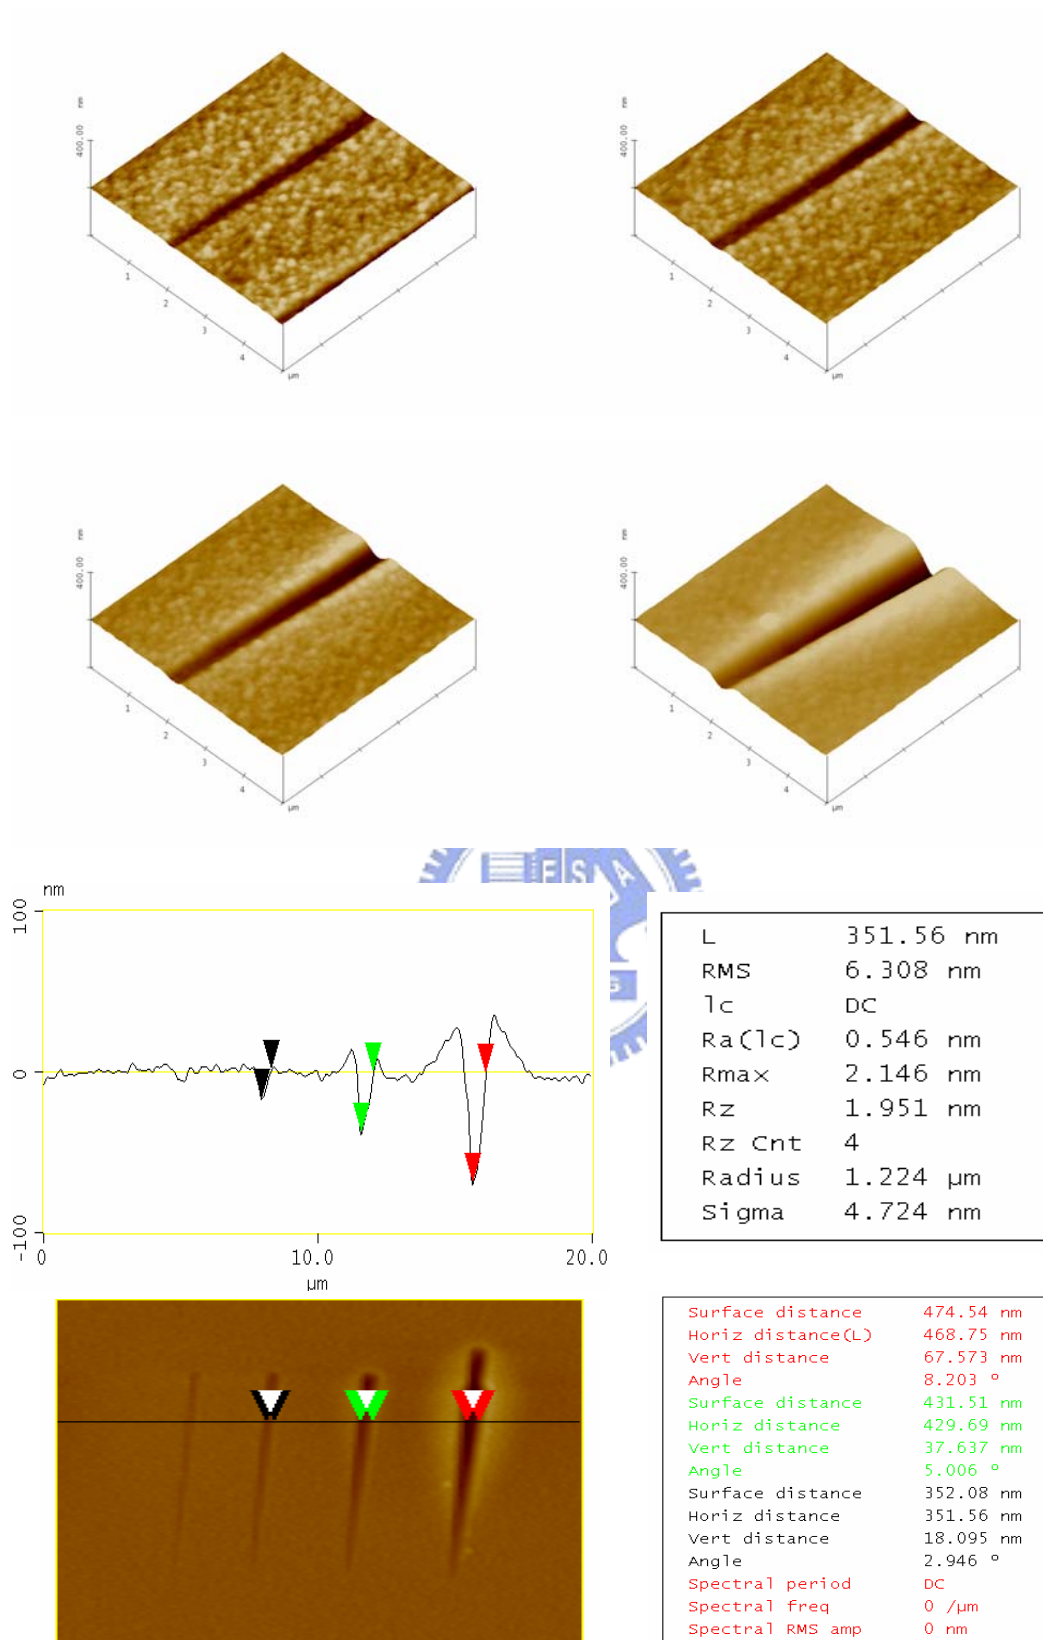 400.00 nm
1
2
3
4
µm
400.00 nm
1
2
3
4
µm
400.00 nm
1
2
3
4
µm
400.00 nm
1
2
3
4
µm
ESA
S
nm
100
0
-100
0
10.0
20.0
µm
L 351.56 nm
RMS 6.308 nm
lc DC
Ra(lc) 0.546 nm
Rmax 2.146 nm
Rz 1.951 nm
Rz Cnt 4
Radius 1.224 µm
Sigma 4.724 nm
Surface distance 474.54 nm
Horiz distance(L) 468.75 nm
Vert distance 67.573 nm
Angle 8.203 °
Surface distance 431.51 nm
Horiz distance 429.69 nm
Vert distance 37.637 nm
Angle 5.006 °
Surface distance 352.08 nm
Horiz distance 351.56 nm
Vert distance 18.095 nm
Angle 2.946 °
Spectral period DC
Spectral freq 0 /µm
Spectral RMS amp 0 nm